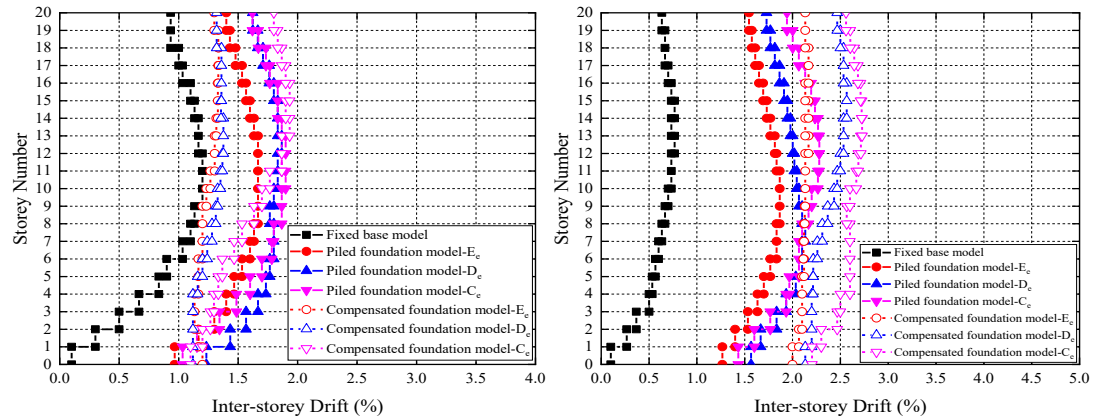 20
19
18
17
16
15
14
13
12
11
10
9
8
7
6
5
4
3
2
1
0
Storey Number
0.0 0.5 1.0 1.5 2.0 2.5 3.0 3.5 4.0
Inter-storey Drift (%)
Fixed base model
Piled foundation model-Ee
Piled foundation model-De
Piled foundation model-Ce
Compensated foundation model-Ee
Compensated foundation model-De
Compensated foundation model-Ce
20
19
18
17
16
15
14
13
12
11
10
9
8
7
6
5
4
3
2
1
0
Storey Number
0.0 0.5 1.0 1.5 2.0 2.5 3.0 3.5 4.0 4.5 5.0
Inter-storey Drift (%)
Fixed base model
Piled foundation model-Ee
Piled foundation model-De
Piled foundation model-Ce
Compensated foundation model-Ee
Compensated foundation model-De
Compensated foundation model-Ce